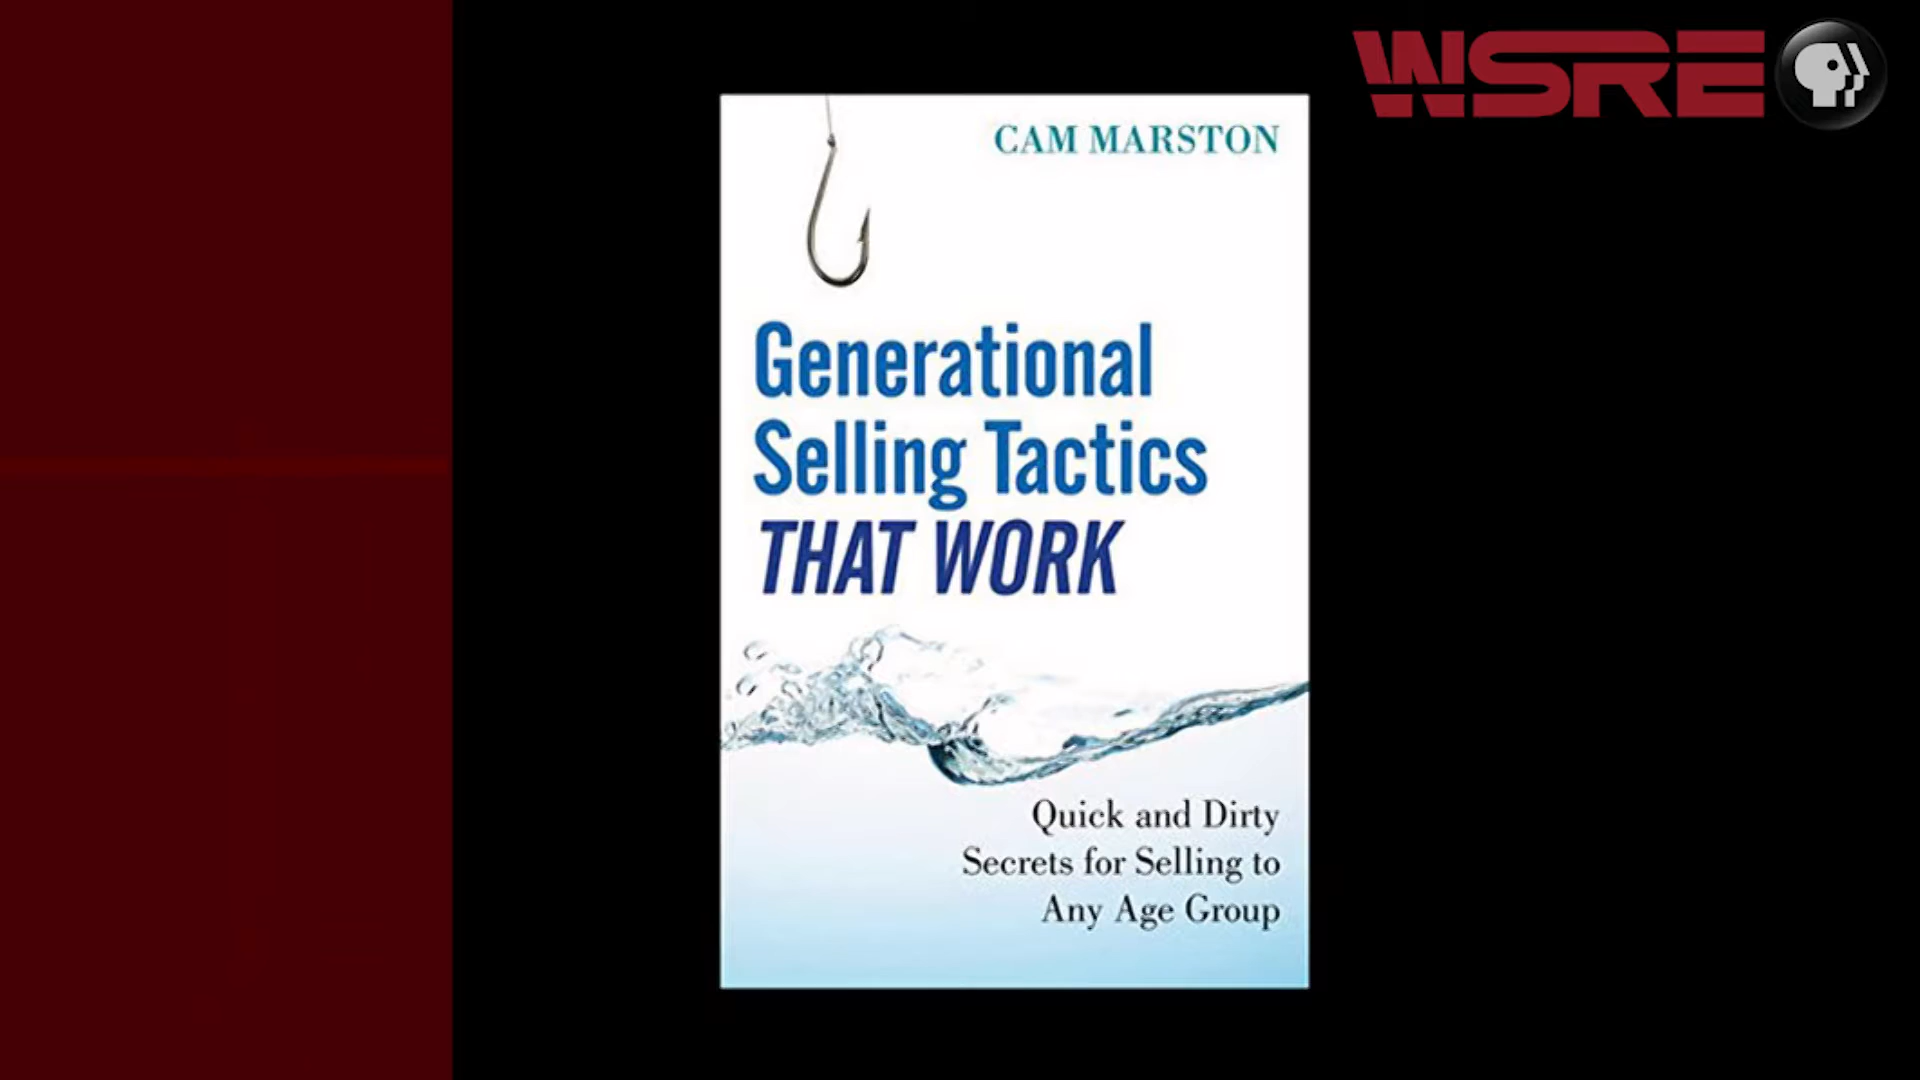 WSRE
CAM MARSTON
Generational
Selling Tactics
THAT WORK
Quick and Dirty
Secrets for Selling to
Any Age Group